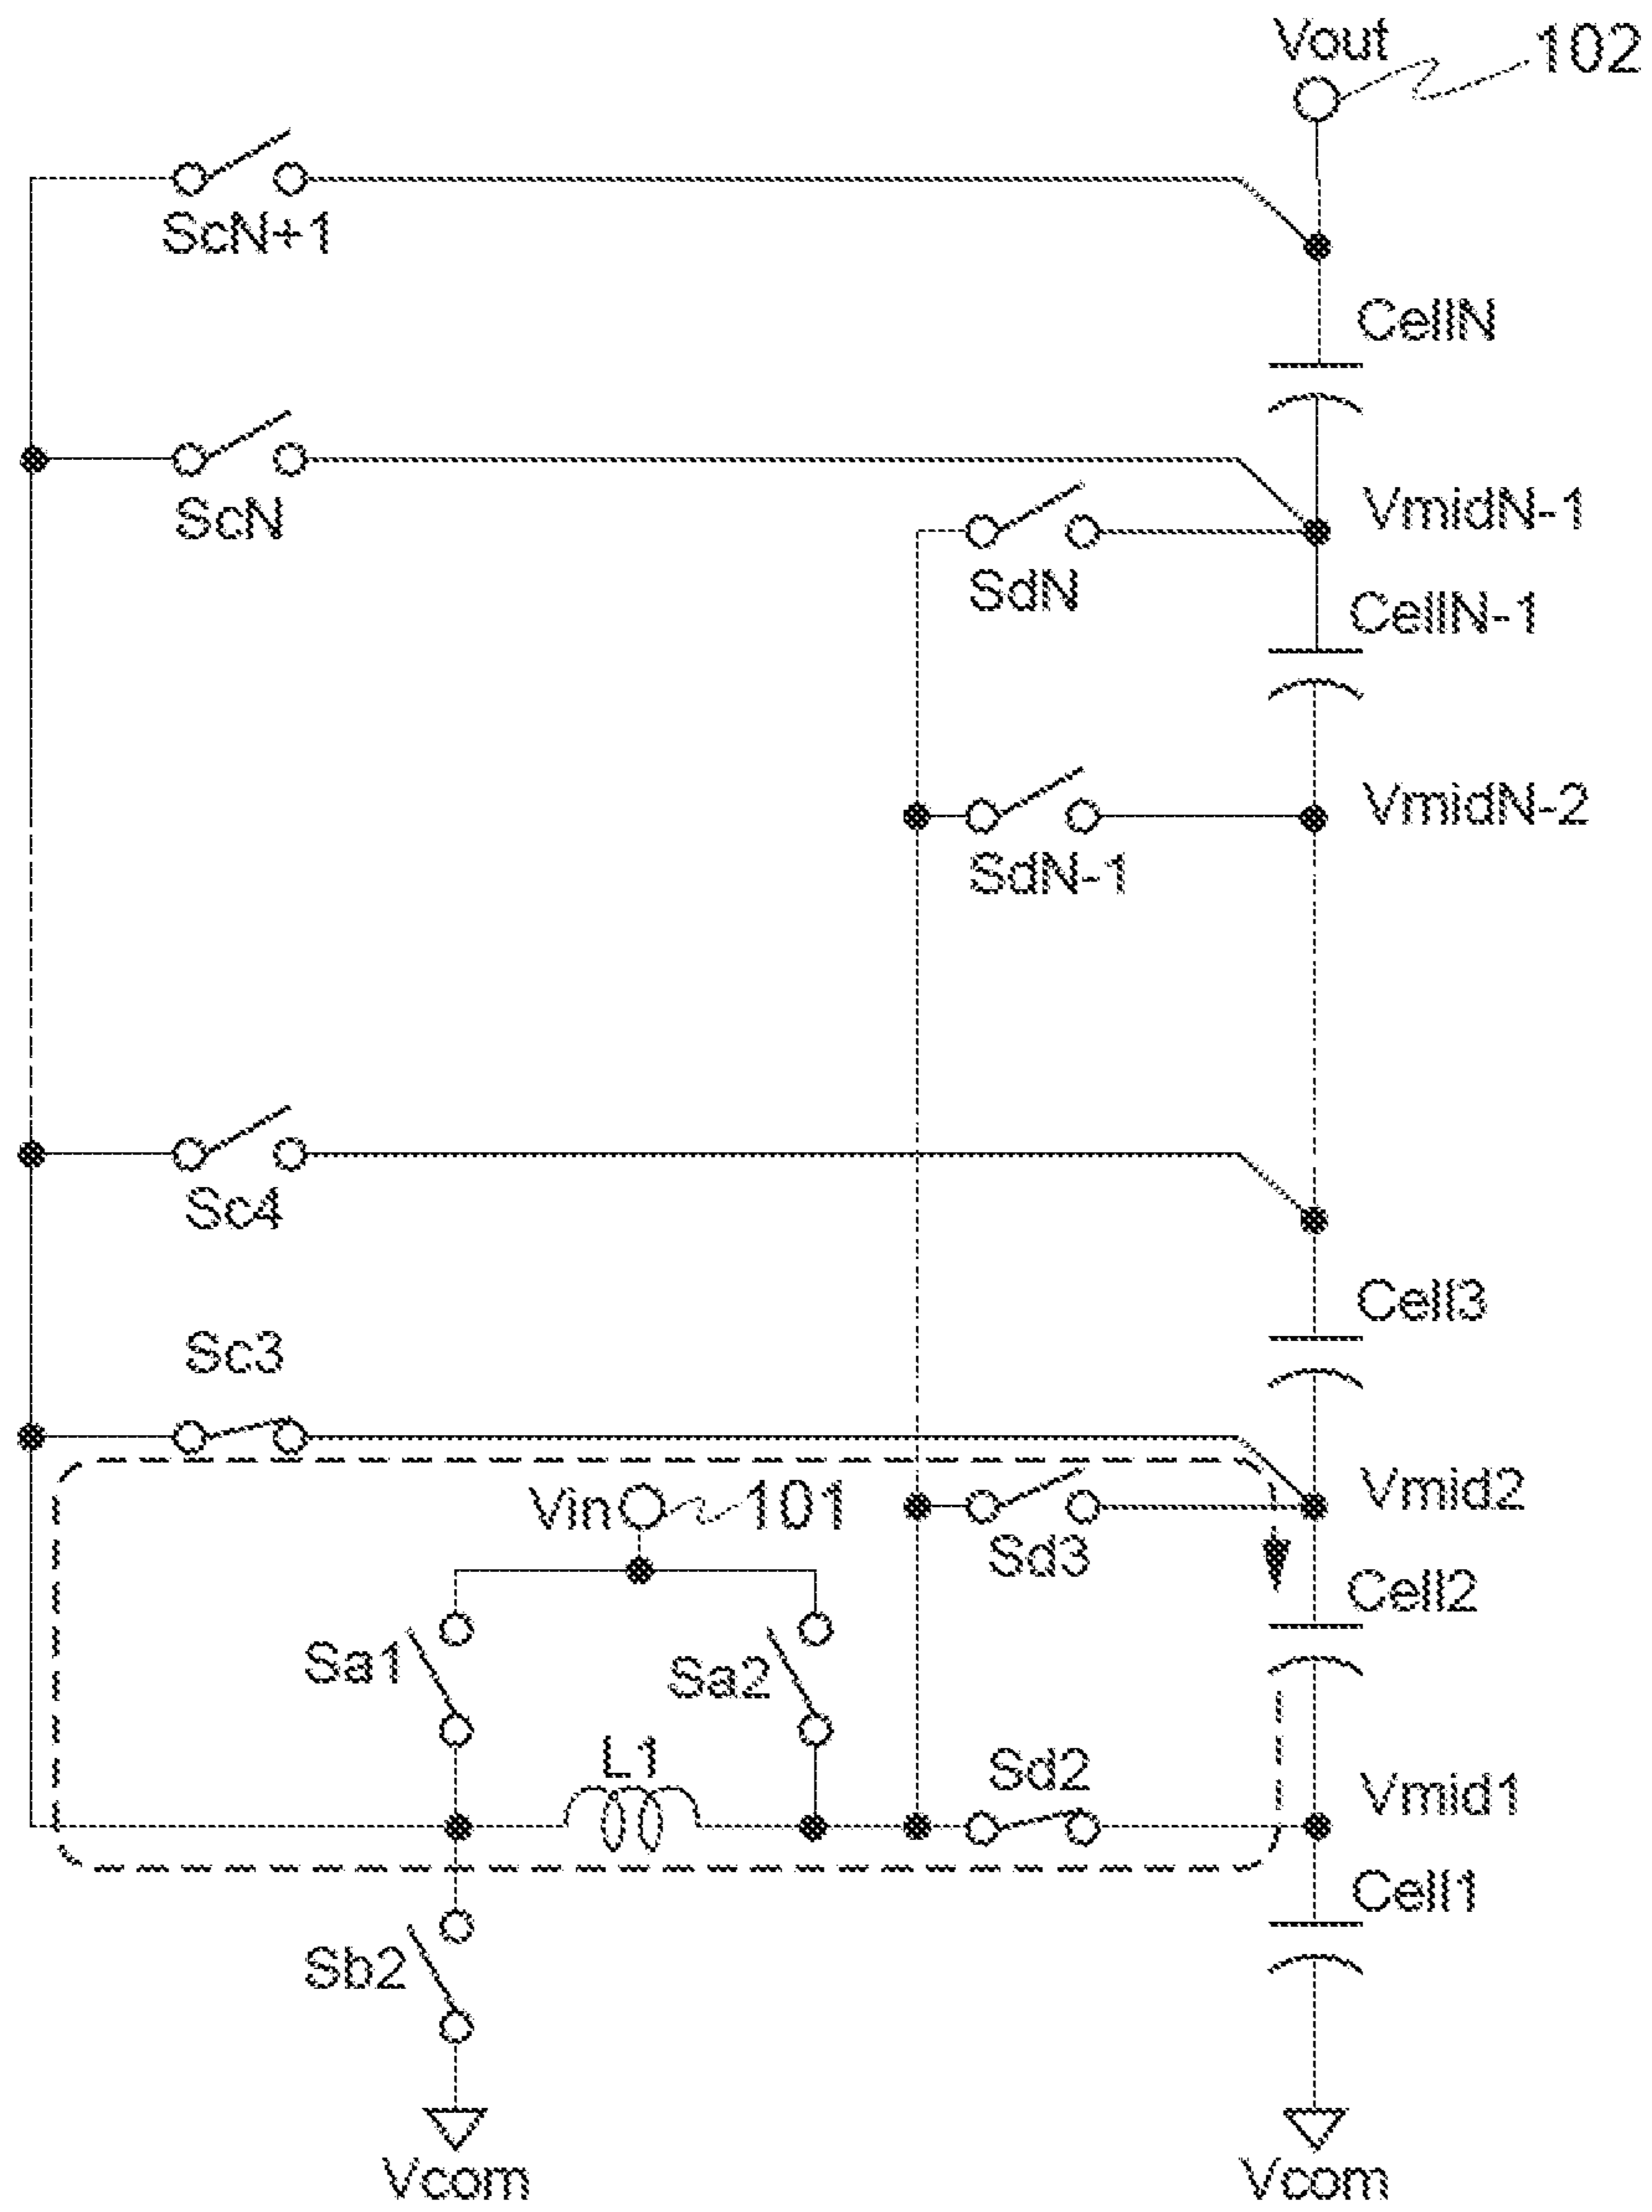 Vout
102
ScN+1
CellN
ScN
VmidN-1
SdN
CellN-1
VmidN-2
SdN-1
Sc4
Cell3
Sc3
Vin
101
Vmid2
Sd3
Cell2
Sa1
Sa2
L1
Sd2
Vmid1
Cell1
Sb2
Vcom
Vcom